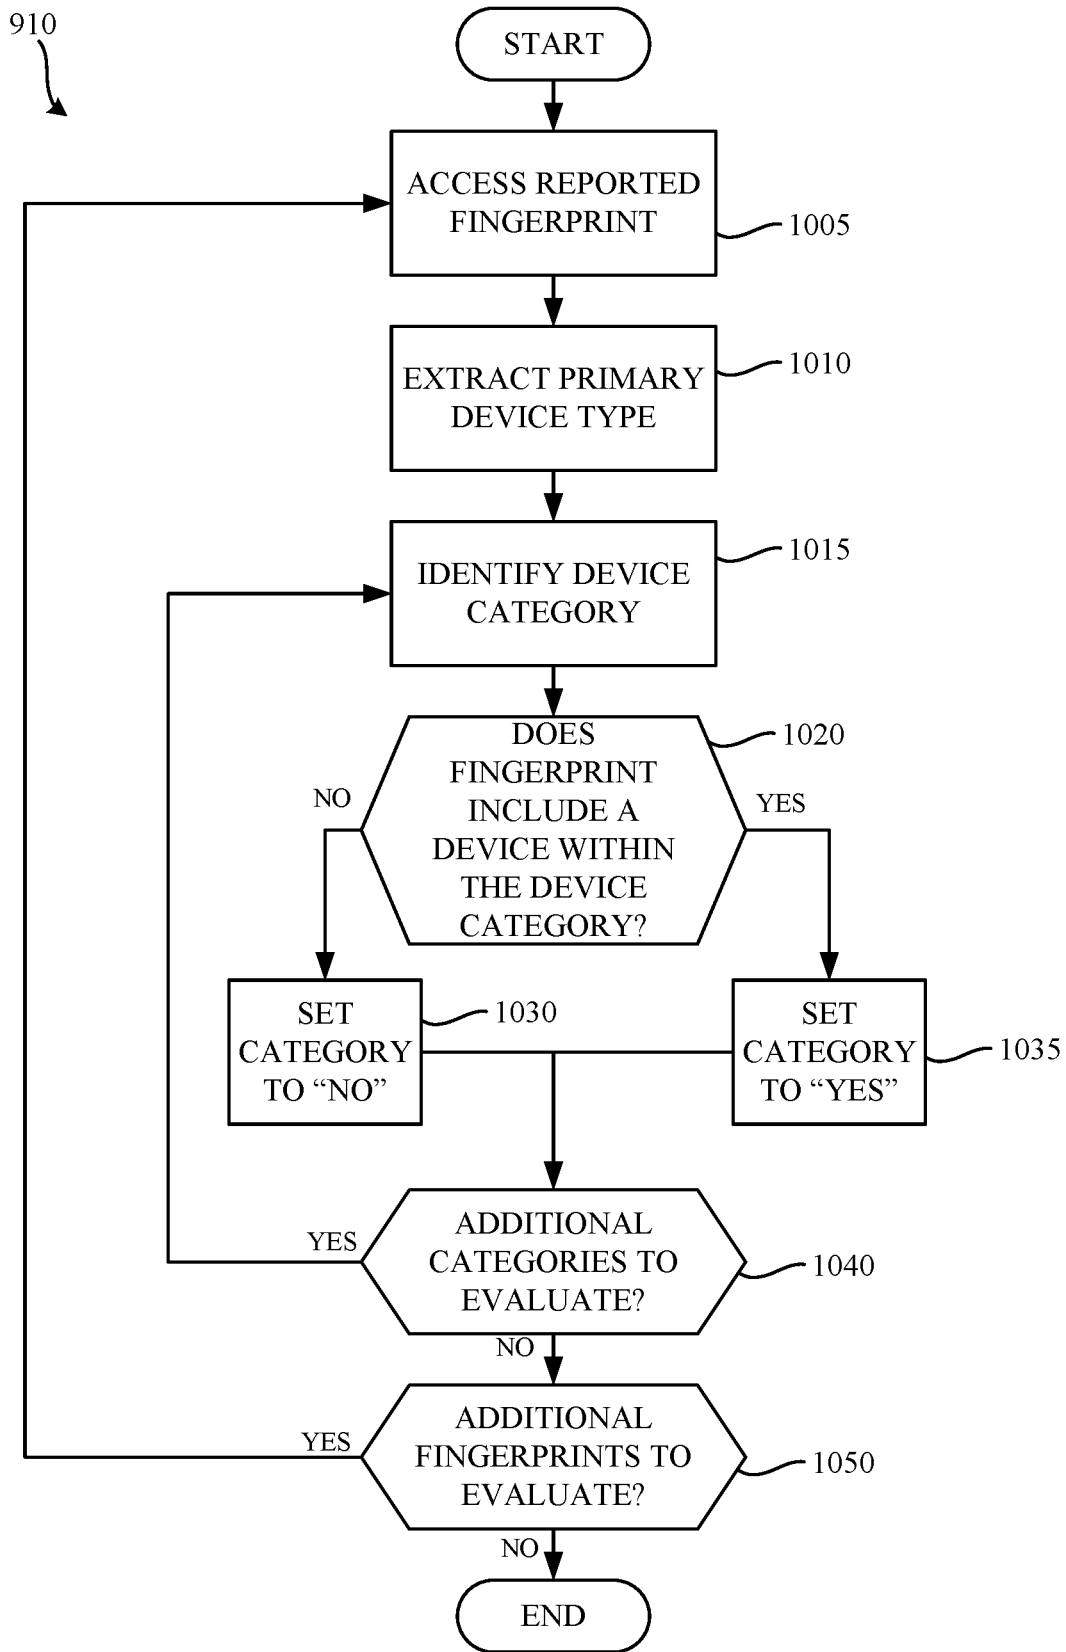 910
START
ACCESS REPORTED
FINGERPRINT
1005
EXTRACT PRIMARY
DEVICE TYPE
1010
IDENTIFY DEVICE
CATEGORY
1015
DOES
FINGERPRINT
INCLUDE A
DEVICE WITHIN
THE DEVICE
CATEGORY?
1020
NO
YES
SET
CATEGORY
TO “NO”
1030
SET
CATEGORY
TO “YES”
1035
ADDITIONAL
CATEGORIES TO
EVALUATE?
YES
1040
NO
ADDITIONAL
FINGERPRINTS TO
EVALUATE?
YES
1050
NO
END